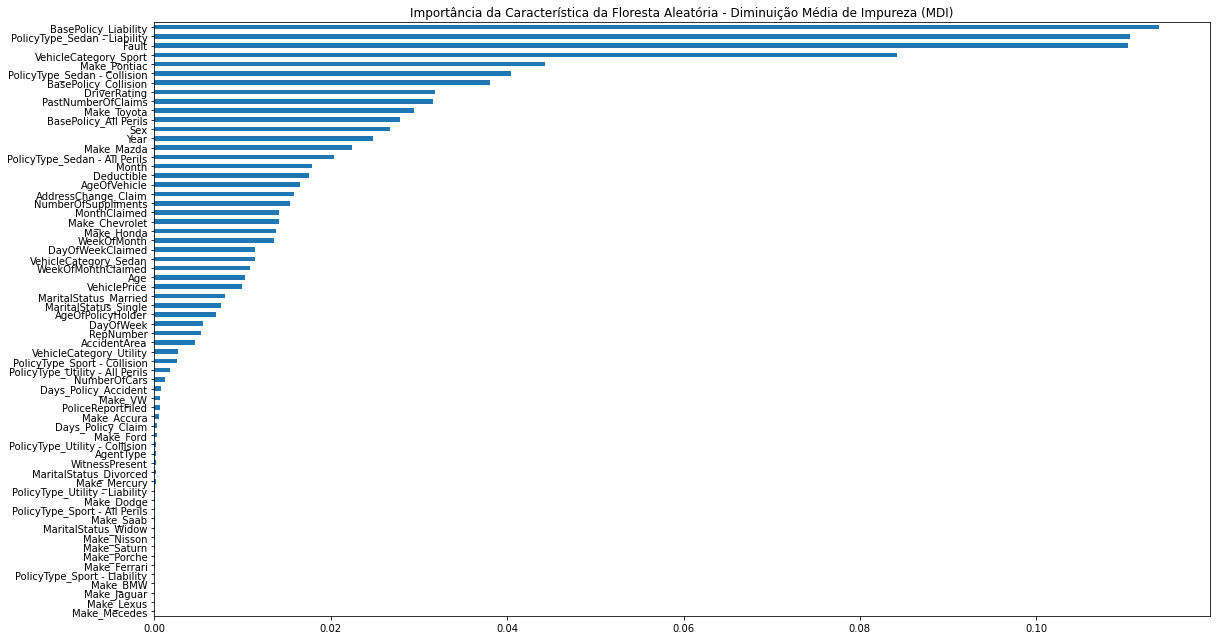 Importância da Característica da Floresta Aleatória - Diminuição Média de Impureza (MDI)
BasePolicy_Liability
PolicyType_Sedan - Liability
Fault
VehicleCategory_Sport
Make_Pontiac
PolicyType_Sedan - Collision
BasePolicy_Collision
DriverRating
PastNumberOfClaims
Make_Toyota
BasePolicy_All Perils
Sex
Year
Make_Mazda
PolicyType_Sedan - All Perils
Month
Deductible
AgeOfVehicle
AddressChange_Claim
NumberOfSuppliments
MonthClaimed
Make_Chevrolet
Make_Honda
WeekOfMonth
DayOfWeekClaimed
VehicleCategory_Sedan
WeekOfMonthClaimed
Age
VehiclePrice
MaritalStatus_Married
MaritalStatus_Single
AgeOfPolicyHolder
DayOfWeek
RepNumber
AccidentArea
VehicleCategory_Utility
PolicyType_Sport - Collision
PolicyType_Utility - All Perils
NumberOfCars
Days_Policy_Accident
Make_VW
PoliceReportFiled
Make_Accura
Days_Policy_Claim
Make_Ford
PolicyType_Utility - Collision
AgentType
WitnessPresent
MaritalStatus_Divorced
Make_Mercury
PolicyType_Utility - Liability
Make_Dodge
PolicyType_Sport - All Perils
Make_Saab
MaritalStatus_Widow
Make_Nisson
Make_Saturn
Make_Porche
Make_Ferrari
PolicyType_Sport - Liability
Make_BMW
Make_Jaguar
Make_Lexus
Make_Mecedes
0.00 0.02 0.04 0.06 0.08 0.10